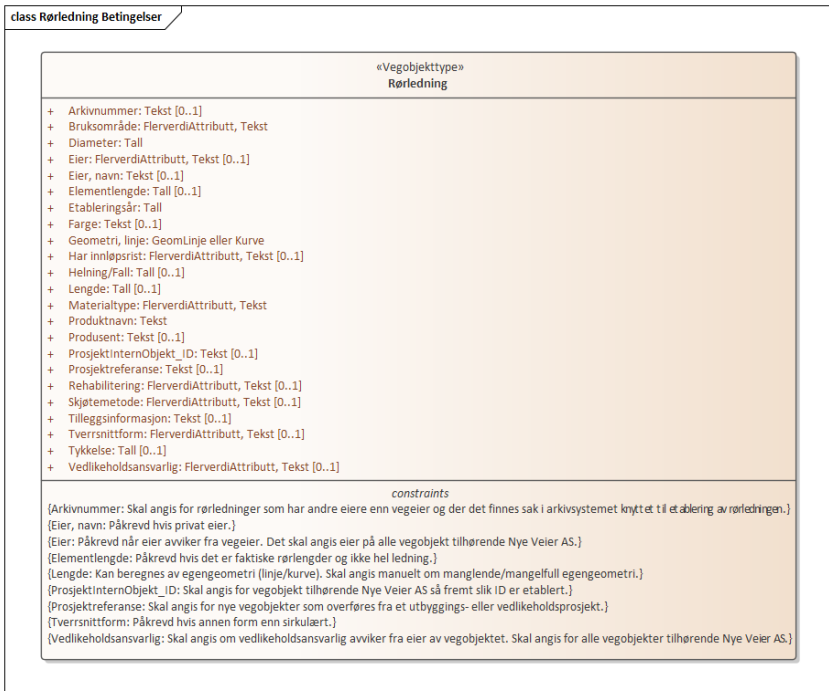 class Rørledning Betingelser
«Vegobjekttype»
Rørledning
+ Arkivnummer: Tekst [0..1]
+ Bruksområde: FlerverdiAttributt, Tekst
+ Diameter: Tall
+ Eier: FlerverdiAttributt, Tekst [0..1]
+ Eier, navn: Tekst [0..1]
+ Elementlengde: Tall [0..1]
+ Etableringsår: Tall
+ Farge: Tekst [0..1]
+ Geometri, linje: GeomLinje eller Kurve
+ Har innløpsrist: FlerverdiAttributt, Tekst [0..1]
+ Helning/Fall: Tall [0..1]
+ Lengde: Tall [0..1]
+ Materialtype: FlerverdiAttributt, Tekst
+ Produktnavn: Tekst
+ Produsent: Tekst [0..1]
+ ProsjektInternObjekt_ID: Tekst [0..1]
+ Prosjektreferanse: Tekst [0..1]
+ Rehabilitering: FlerverdiAttributt, Tekst [0..1]
+ Skjøtemetode: FlerverdiAttributt, Tekst [0..1]
+ Tilleggsinformasjon: Tekst [0..1]
+ Tverrsnittform: FlerverdiAttributt, Tekst [0..1]
+ Tykkelse: Tall [0..1]
+ Vedlikeholdsansvarlig: FlerverdiAttributt, Tekst [0..1]
constraints
{Arkivnummer: Skal angis for rørledninger som har andre eiere enn vegeier og der det finnes sak i arkivsystemet knyttet til etablering av rørledningen.}
{Eier, navn: Påkrevd hvis privat eier.}
{Eier: Påkrevd når eier avviker fra vegeier. Det skal angis eier på alle vegobjekt tilhørende Nye Veier AS.}
{Elementlengde: Påkrevd hvis det er faktiske rørlengder og ikke hel ledning.}
{Lengde: Kan beregnes av egengeometri (linje/kurve). Skal angis manuelt om manglende/mangelfull egengeometri.}
{ProsjektInternObjekt_ID: Skal angis for vegobjekt tilhørende Nye Veier AS så fremt slik ID er etablert.}
{Prosjektreferanse: Skal angis for nye vegobjekter som overføres fra et utbyggings- eller vedlikeholdsprosjekt.}
{Tverrsnittform: Påkrevd hvis annen form enn sirkulært.}
{Vedlikeholdsansvarlig: Skal angis om vedlikeholdsansvarlig avviker fra eier av vegobjektet. Skal angis for alle vegobjekter tilhørende Nye Veier AS.}